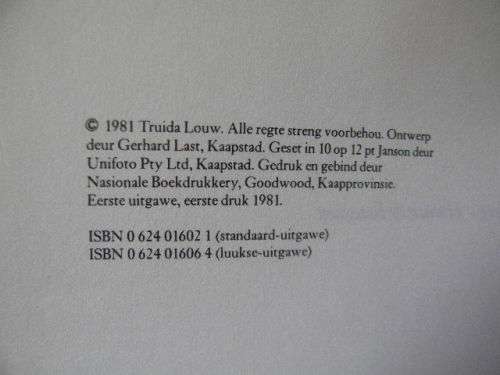 © 1981 Truida Louw. Alle regte streng voorbehou. Ontwerp
deur Gerhard Last, Kaapstad. Geset in 10 op 12 pt Janson deur
Unifoto Pty Ltd, Kaapstad. Gedruk en gebind deur
Nasionale Boekdrukkery, Goodwood, Kaapprovinsie.
Eerste uitgawe, eerste druk 1981.
ISBN 0 624 01602 1 (standaard-uitgawe)
ISBN 0 624 01606 4 (luukse-uitgawe)